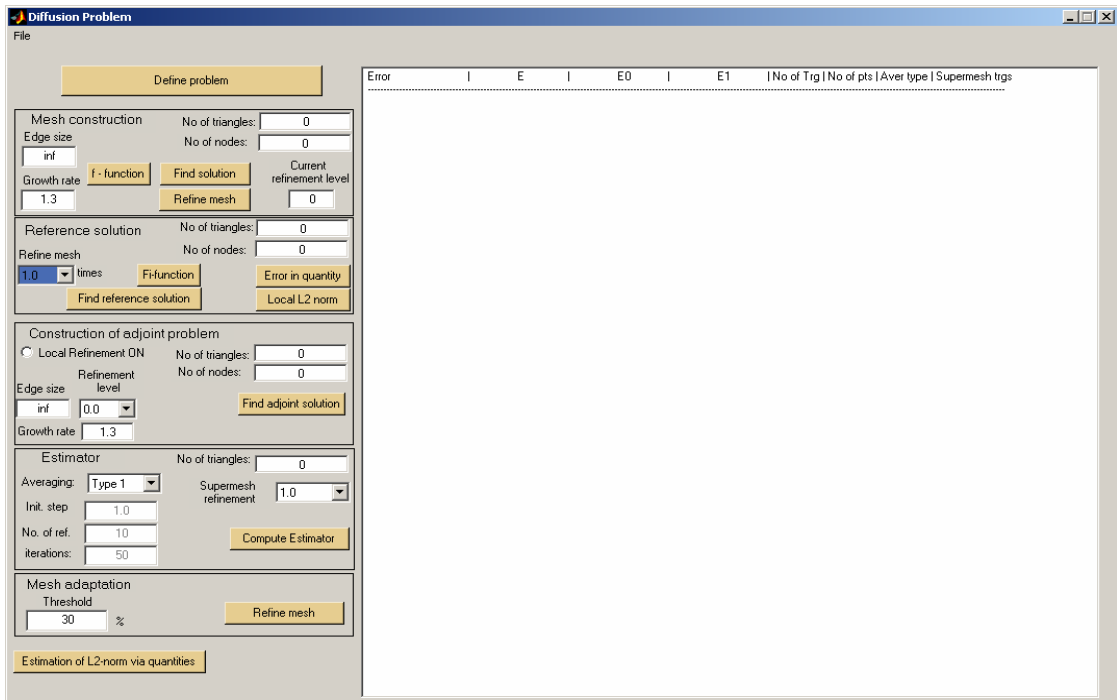 Diffusion Problem
File
Define problem
Mesh construction
No of triangles: 0
Edge size
No of nodes: 0
inf
f - function
Find solution
Current refinement level
Growth rate
1.3
Refine mesh
0
Reference solution
No of triangles: 0
No of nodes: 0
Refine mesh
1.0 times
Fi-function
Error in quantity
Find reference solution
Local L2 norm
Construction of adjoint problem
Local Refinement ON
No of triangles: 0
No of nodes: 0
Refinement level
Edge size
inf
0.0
Find adjoint solution
Growth rate 1.3
Estimator
No of triangles: 0
Averaging: Type 1
Supermesh refinement
1.0
Init. step 1.0
No. of ref. 10
Compute Estimator
iterations: 50
Mesh adaptation
Threshold
30 %
Refine mesh
Estimation of L2-norm via quantities
Error | E | E0 | E1 | No of Trg | No of pts | Aver type | Supermesh trgs